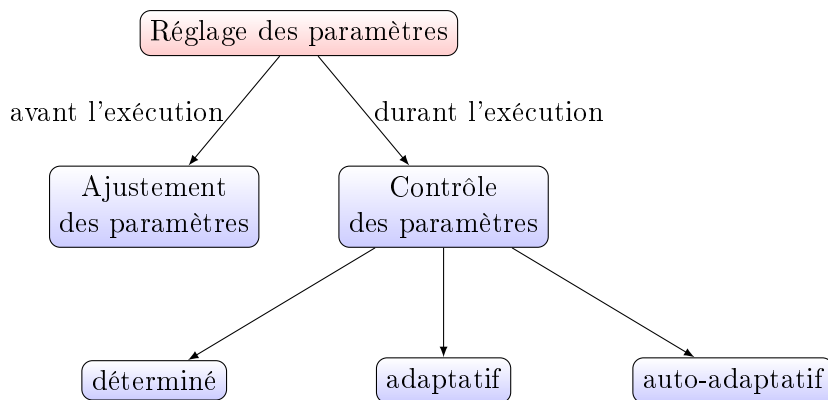 Réglage des paramètres
avant l'exécution
durant l'exécution
Ajustement
des paramètres
Contrôle
des paramètres
déterminé
adaptatif
auto-adaptatif